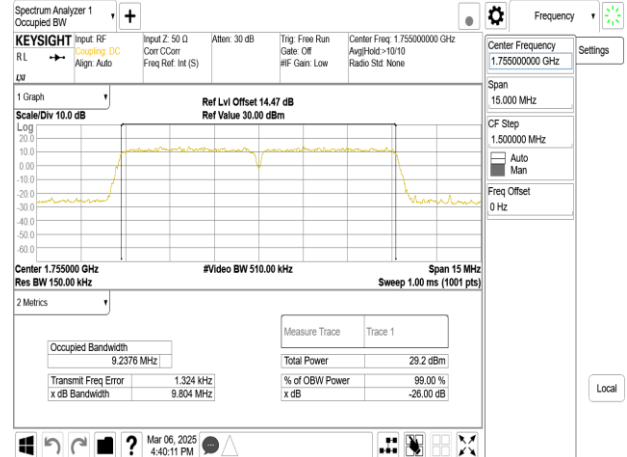 Spectrum Analyzer 1
Occupied BW
Frequency
KEYSIGHT
RL
Input: RF
Coupling: DC
Align: Auto
Input Z: 50 Ω
Corr CCorr
Freq Ref: Int (S)
Atten: 30 dB
Trig: Free Run
Gate: Off
#IF Gain: Low
Center Freq: 1.755000000 GHz
Avg|Hold:>10/10
Radio Std: None
Center Frequency
1.755000000 GHz
Settings
Span
15.000 MHz
CF Step
1.500000 MHz
Auto
Man
Freq Offset
0 Hz
Local
1 Graph
Scale/Div 10.0 dB
Ref Lvl Offset 14.47 dB
Ref Value 30.00 dBm
Log
20.0
10.0
0.00
-10.0
-20.0
-30.0
-40.0
-50.0
-60.0
Center 1.755000 GHz
Res BW 150.00 kHz
#Video BW 510.00 kHz
Span 15 MHz
Sweep 1.00 ms (1001 pts)
2 Metrics
Measure Trace
Trace 1
Occupied Bandwidth
9.2376 MHz
Total Power
29.2 dBm
Transmit Freq Error
1.324 kHz
% of OBW Power
99.00 %
x dB Bandwidth
9.804 MHz
x dB
-26.00 dB
Mar 06, 2025
4:40:11 PM